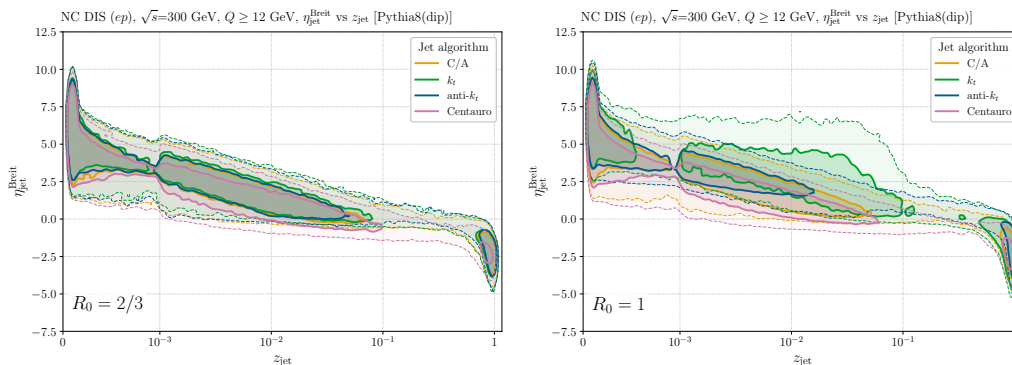 NC DIS (ep), √s=300 GeV, Q ≥ 12 GeV, η_jet^Breit vs z_jet [Pythia8(dip)]
12.5
10.0
7.5
5.0
2.5
0.0
−2.5
−5.0
−7.5
η_jet^Breit
Jet algorithm
C/A
k_t
anti-k_t
Centauro
R_0 = 2/3
0
10^−3
10^−2
10^−1
1
z_jet
NC DIS (ep), √s=300 GeV, Q ≥ 12 GeV, η_jet^Breit vs z_jet [Pythia8(dip)]
12.5
10.0
7.5
5.0
2.5
0.0
−2.5
−5.0
−7.5
η_jet^Breit
Jet algorithm
C/A
k_t
anti-k_t
Centauro
R_0 = 1
0
10^−3
10^−2
10^−1
z_jet